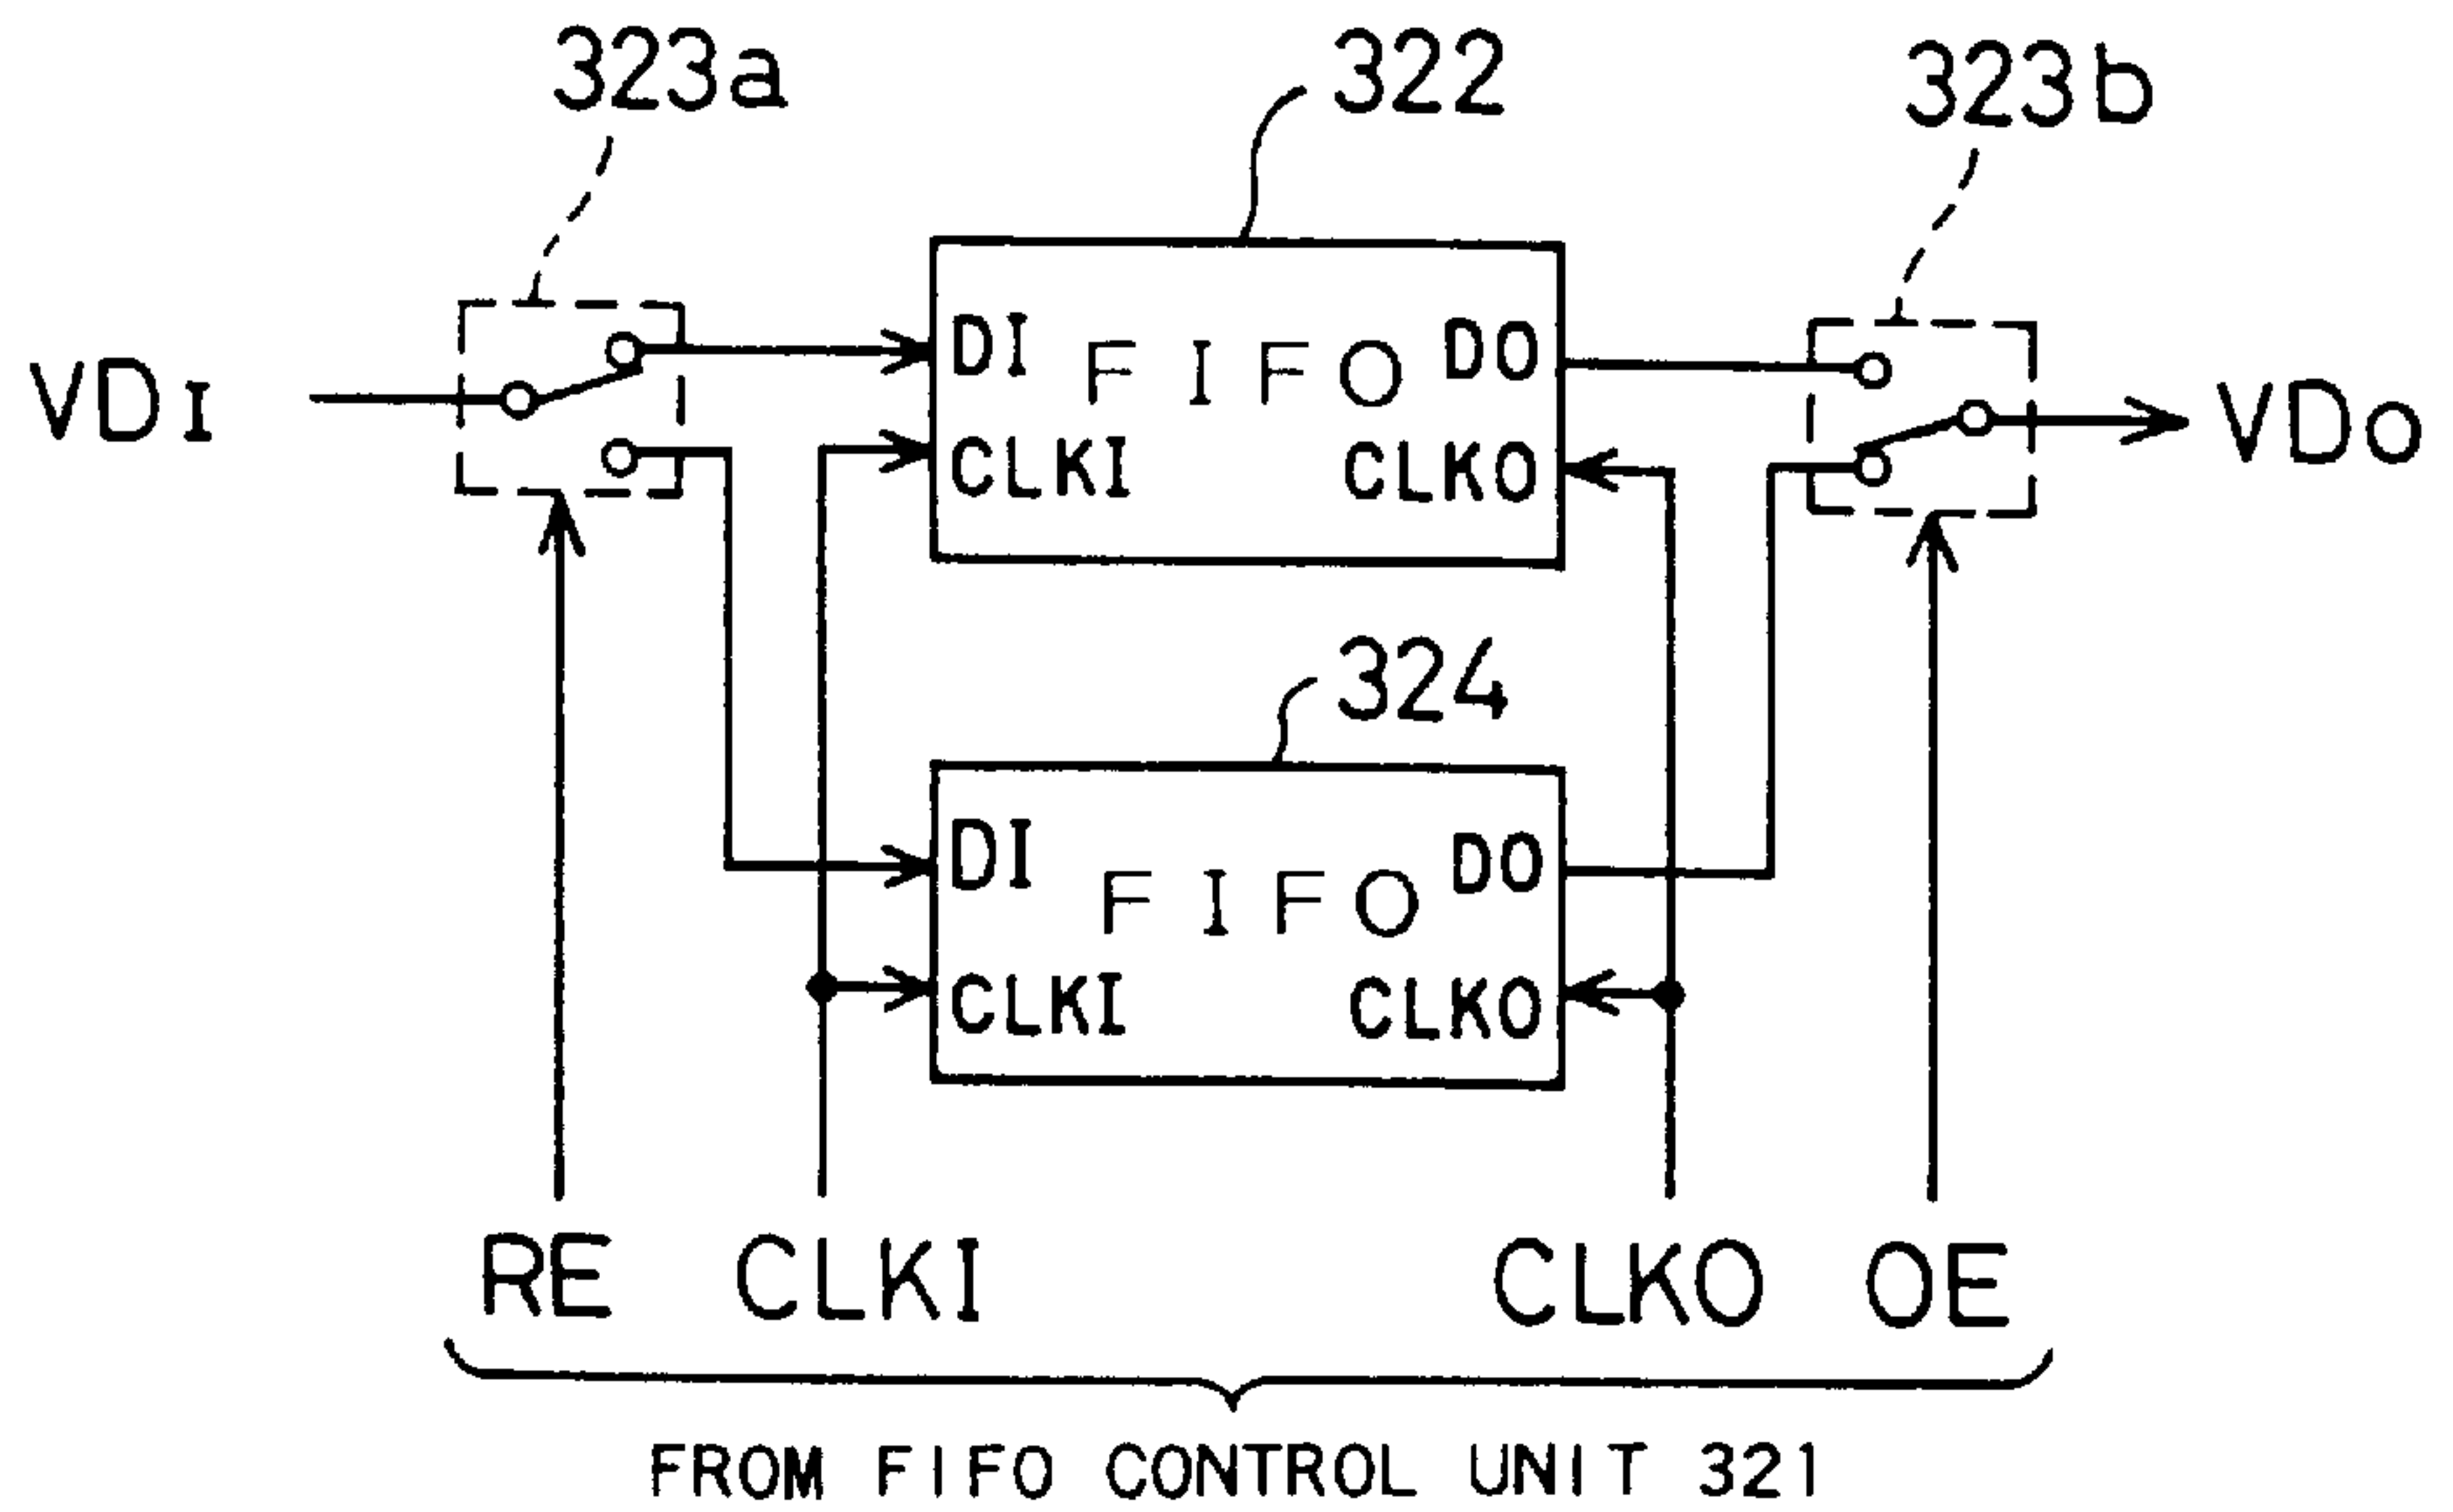 323a
322
323b
VDI
DI
FIFO
DO
CLKI
CLKO
VDO
324
DI
FIFO
DO
CLKI
CLKO
RE
CLKI
CLKO
OE
FROM FIFO CONTROL UNIT 321